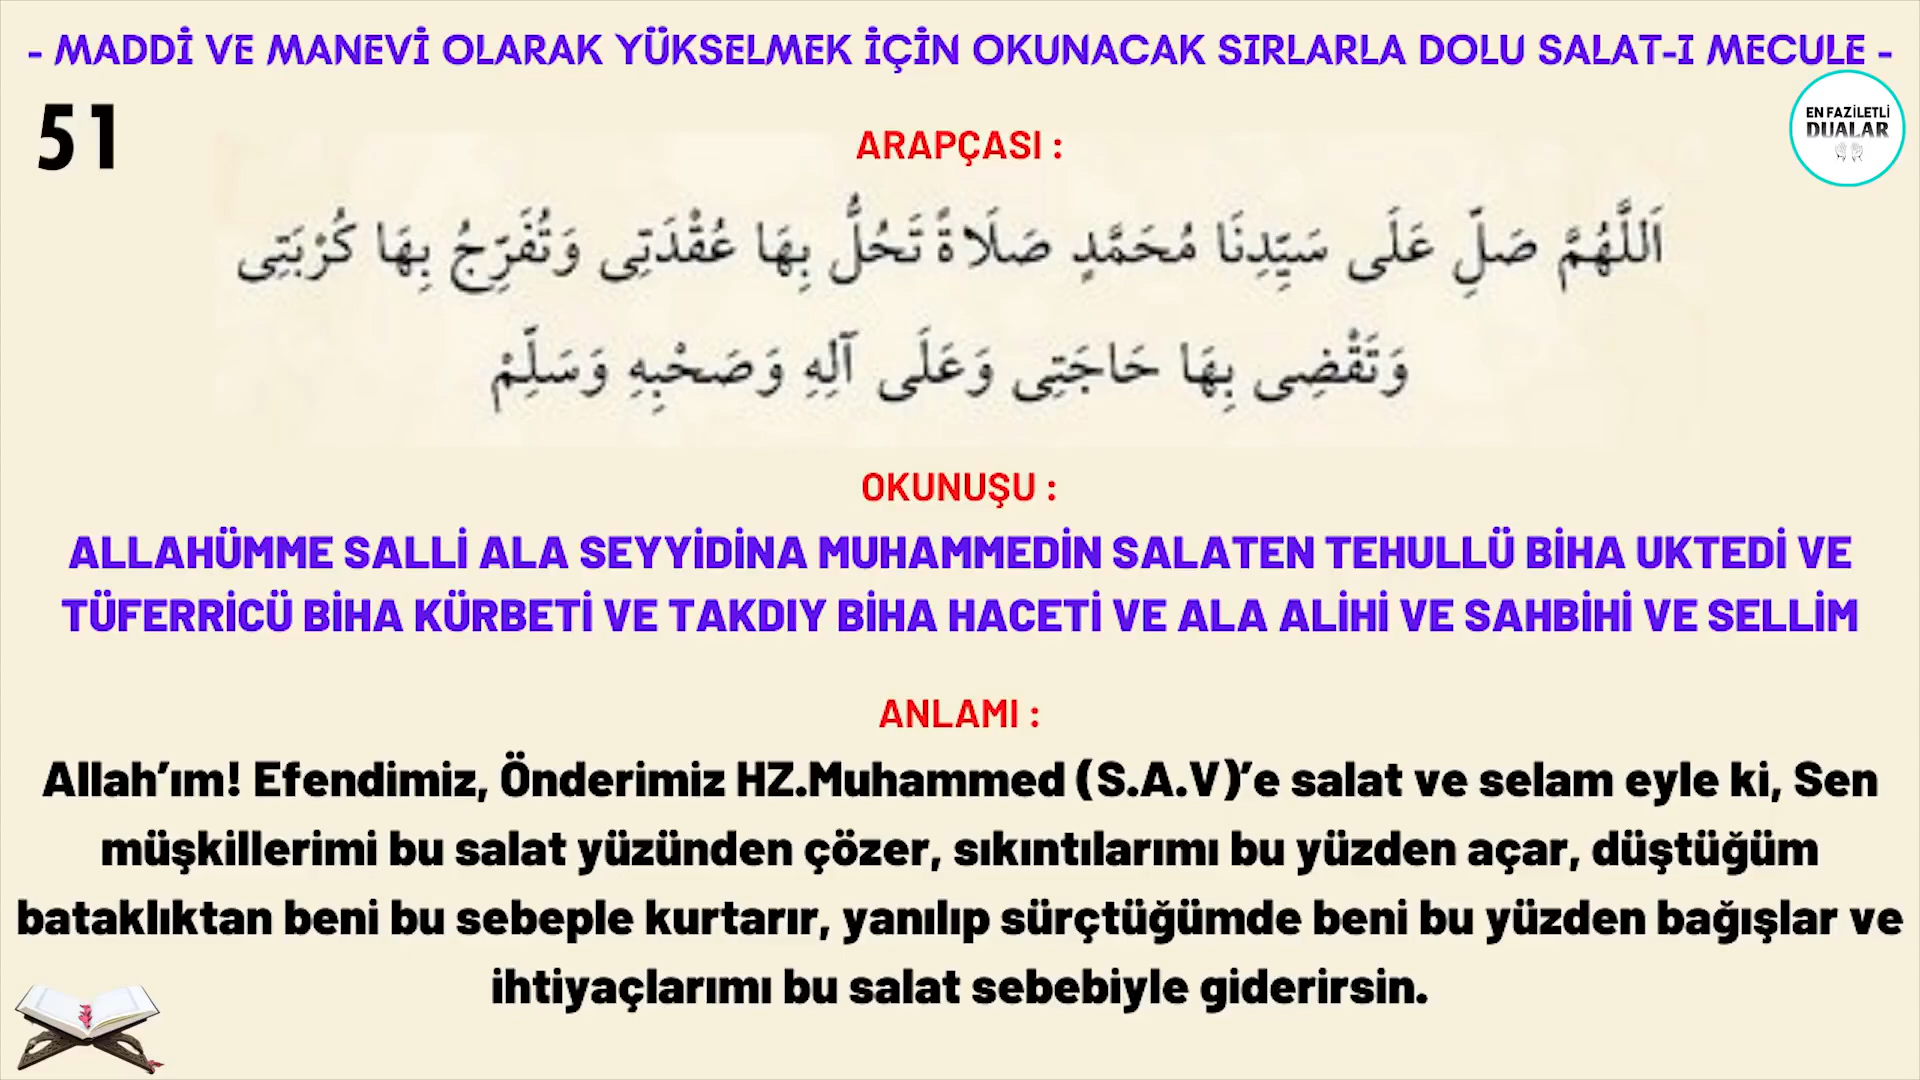 - MADDİ VE MANEVİ OLARAK YÜKSELMEK İÇİN OKUNACAK SIRLARLA DOLU SALAT-I MECULE -
51
EN FAZİLETLİ
DUALAR
ARAPÇASI :
اَللَّهُمَّ صَلِّ عَلَى سَيِّدِنَا مُحَمَّدٍ صَلَاةً تَحُلُّ بِهَا عُقْدَتِى وَتُفَرِّجُ بِهَا كُرْبَتِى
وَتَقْضِى بِهَا حَاجَتِى وَعَلَى آلِهِ وَصَحْبِهِ وَسَلِّمْ
OKUNUŞU :
ALLAHÜMME SALLİ ALA SEYYİDİNA MUHAMMEDİN SALATEN TEHULLÜ BİHA UKTEDİ VE
TÜFERRİCÜ BİHA KÜRBETİ VE TAKDIY BİHA HACETİ VE ALA ALİHİ VE SAHBİHİ VE SELLİM
ANLAMI :
Allah’ım! Efendimiz, Önderimiz HZ.Muhammed (S.A.V)’e salat ve selam eyle ki, Sen
müşkillerimi bu salat yüzünden çözer, sıkıntılarımı bu yüzden açar, düştüğüm
bataklıktan beni bu sebeple kurtarır, yanılıp sürçtüğümde beni bu yüzden bağışlar ve
ihtiyaçlarımı bu salat sebebiyle giderirsin.